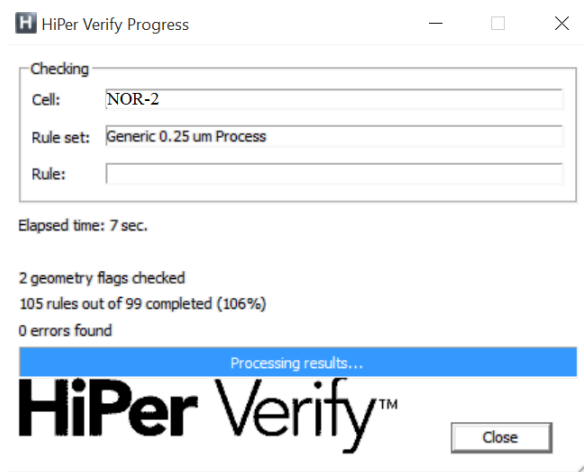 HiPer Verify Progress
Checking
Cell: NOR-2
Rule set: Generic 0.25 um Process
Rule:
Elapsed time: 7 sec.
2 geometry flags checked
105 rules out of 99 completed (106%)
0 errors found
Processing results...
HiPer Verify™
Close